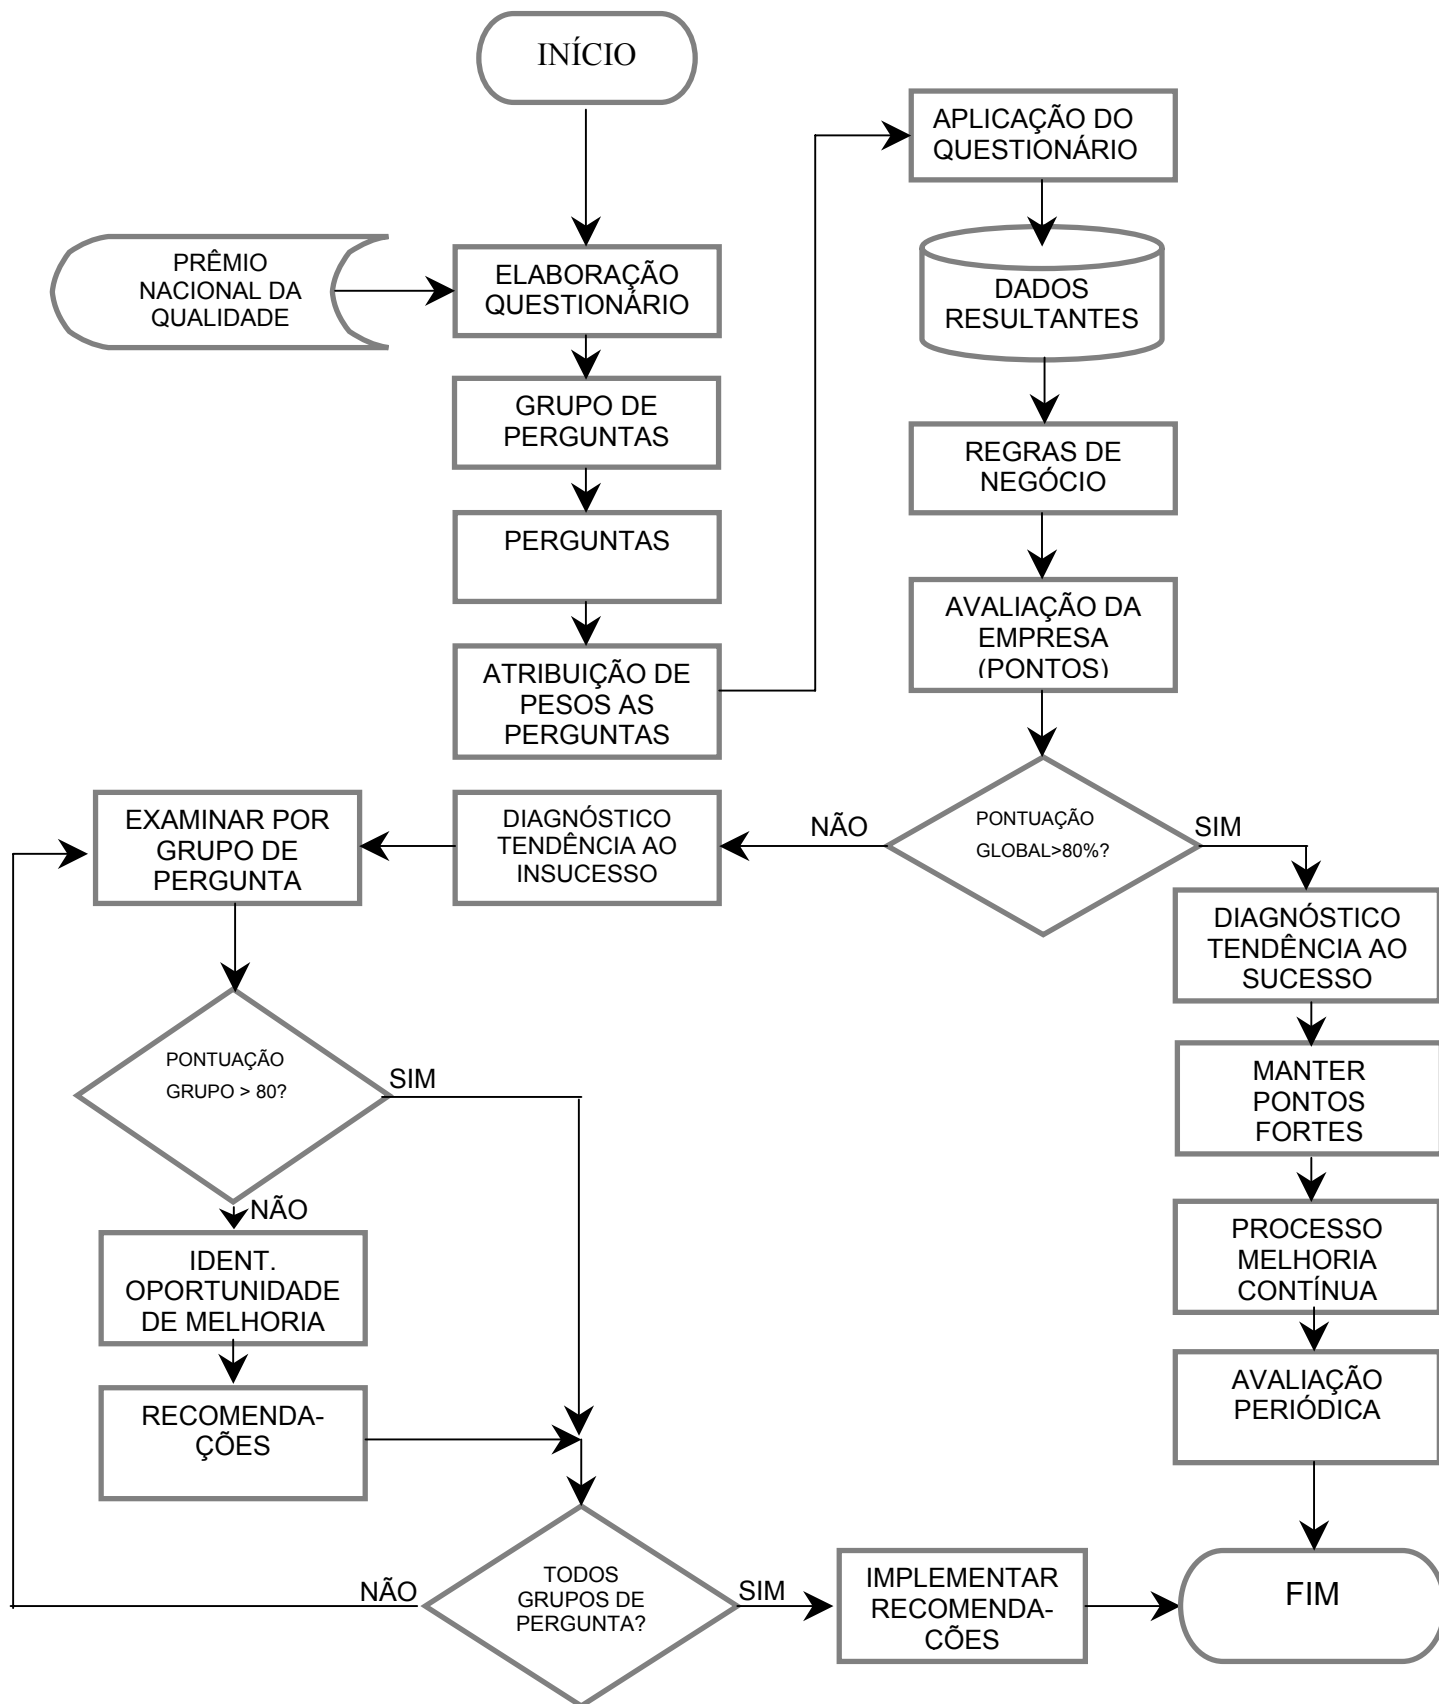 INÍCIO
APLICAÇÃO DO
QUESTIONÁRIO
PRÊMIO
NACIONAL DA
QUALIDADE
ELABORAÇÃO
QUESTIONÁRIO
DADOS
RESULTANTES
GRUPO DE
PERGUNTAS
REGRAS DE
NEGÓCIO
PERGUNTAS
AVALIAÇÃO DA
EMPRESA
(PONTOS)
ATRIBUIÇÃO DE
PESOS AS
PERGUNTAS
PONTUAÇÃO
GLOBAL>80%?
NÃO
SIM
DIAGNÓSTICO
TENDÊNCIA AO
INSUCESSO
EXAMINAR POR
GRUPO DE
PERGUNTA
DIAGNÓSTICO
TENDÊNCIA AO
SUCESSO
PONTUAÇÃO
GRUPO > 80?
SIM
NÃO
MANTER
PONTOS
FORTES
IDENT.
OPORTUNIDADE
DE MELHORIA
PROCESSO
MELHORIA
CONTÍNUA
RECOMENDA-
ÇÕES
AVALIAÇÃO
PERIÓDICA
TODOS
GRUPOS DE
PERGUNTA?
NÃO
SIM
IMPLEMENTAR
RECOMENDA-
ÇÕES
FIM